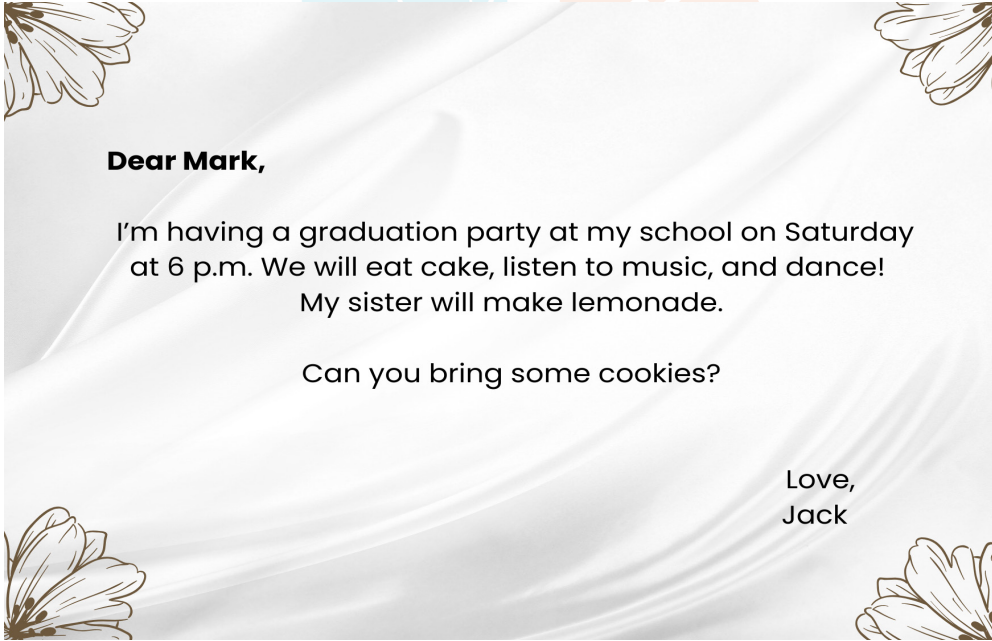 Dear Mark,
I’m having a graduation party at my school on Saturday
at 6 p.m. We will eat cake, listen to music, and dance!
My sister will make lemonade.
Can you bring some cookies?
Love,
Jack